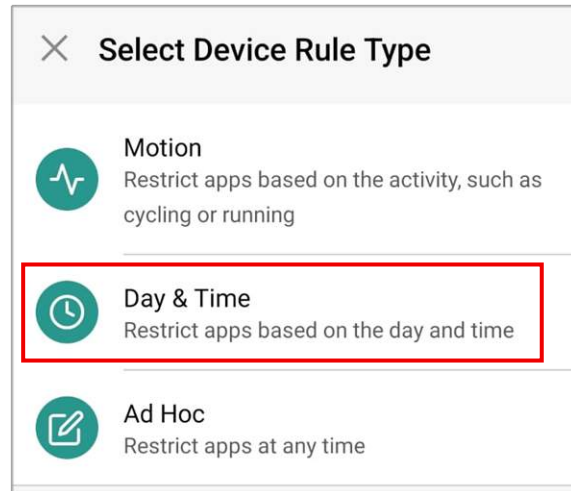 Select Device Rule Type
Motion
Restrict apps based on the activity, such as
cycling or running
Day & Time
Restrict apps based on the day and time
Ad Hoc
Restrict apps at any time